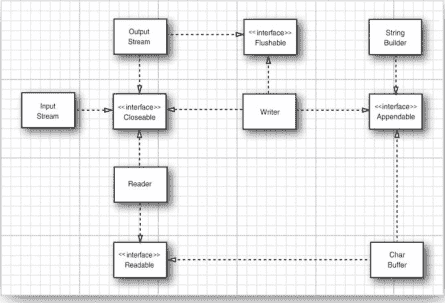 Output
Stream
<<interface>>
Flushable
String
Builder
Input
Stream
<<interface>>
Closeable
Writer
<<interface>>
Appendable
Reader
<<interface>>
Readable
Char
Buffer